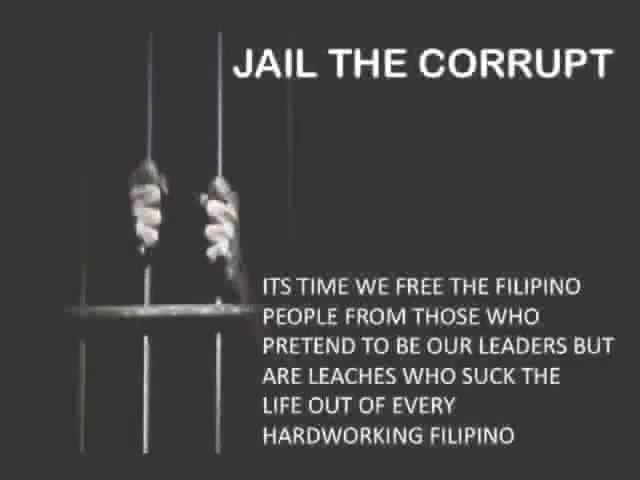 JAIL THE CORRUPT
ITS TIME WE FREE THE FILIPINO
PEOPLE FROM THOSE WHO
PRETEND TO BE OUR LEADERS BUT
ARE LEACHES WHO SUCK THE
LIFE OUT OF EVERY
HARDWORKING FILIPINO